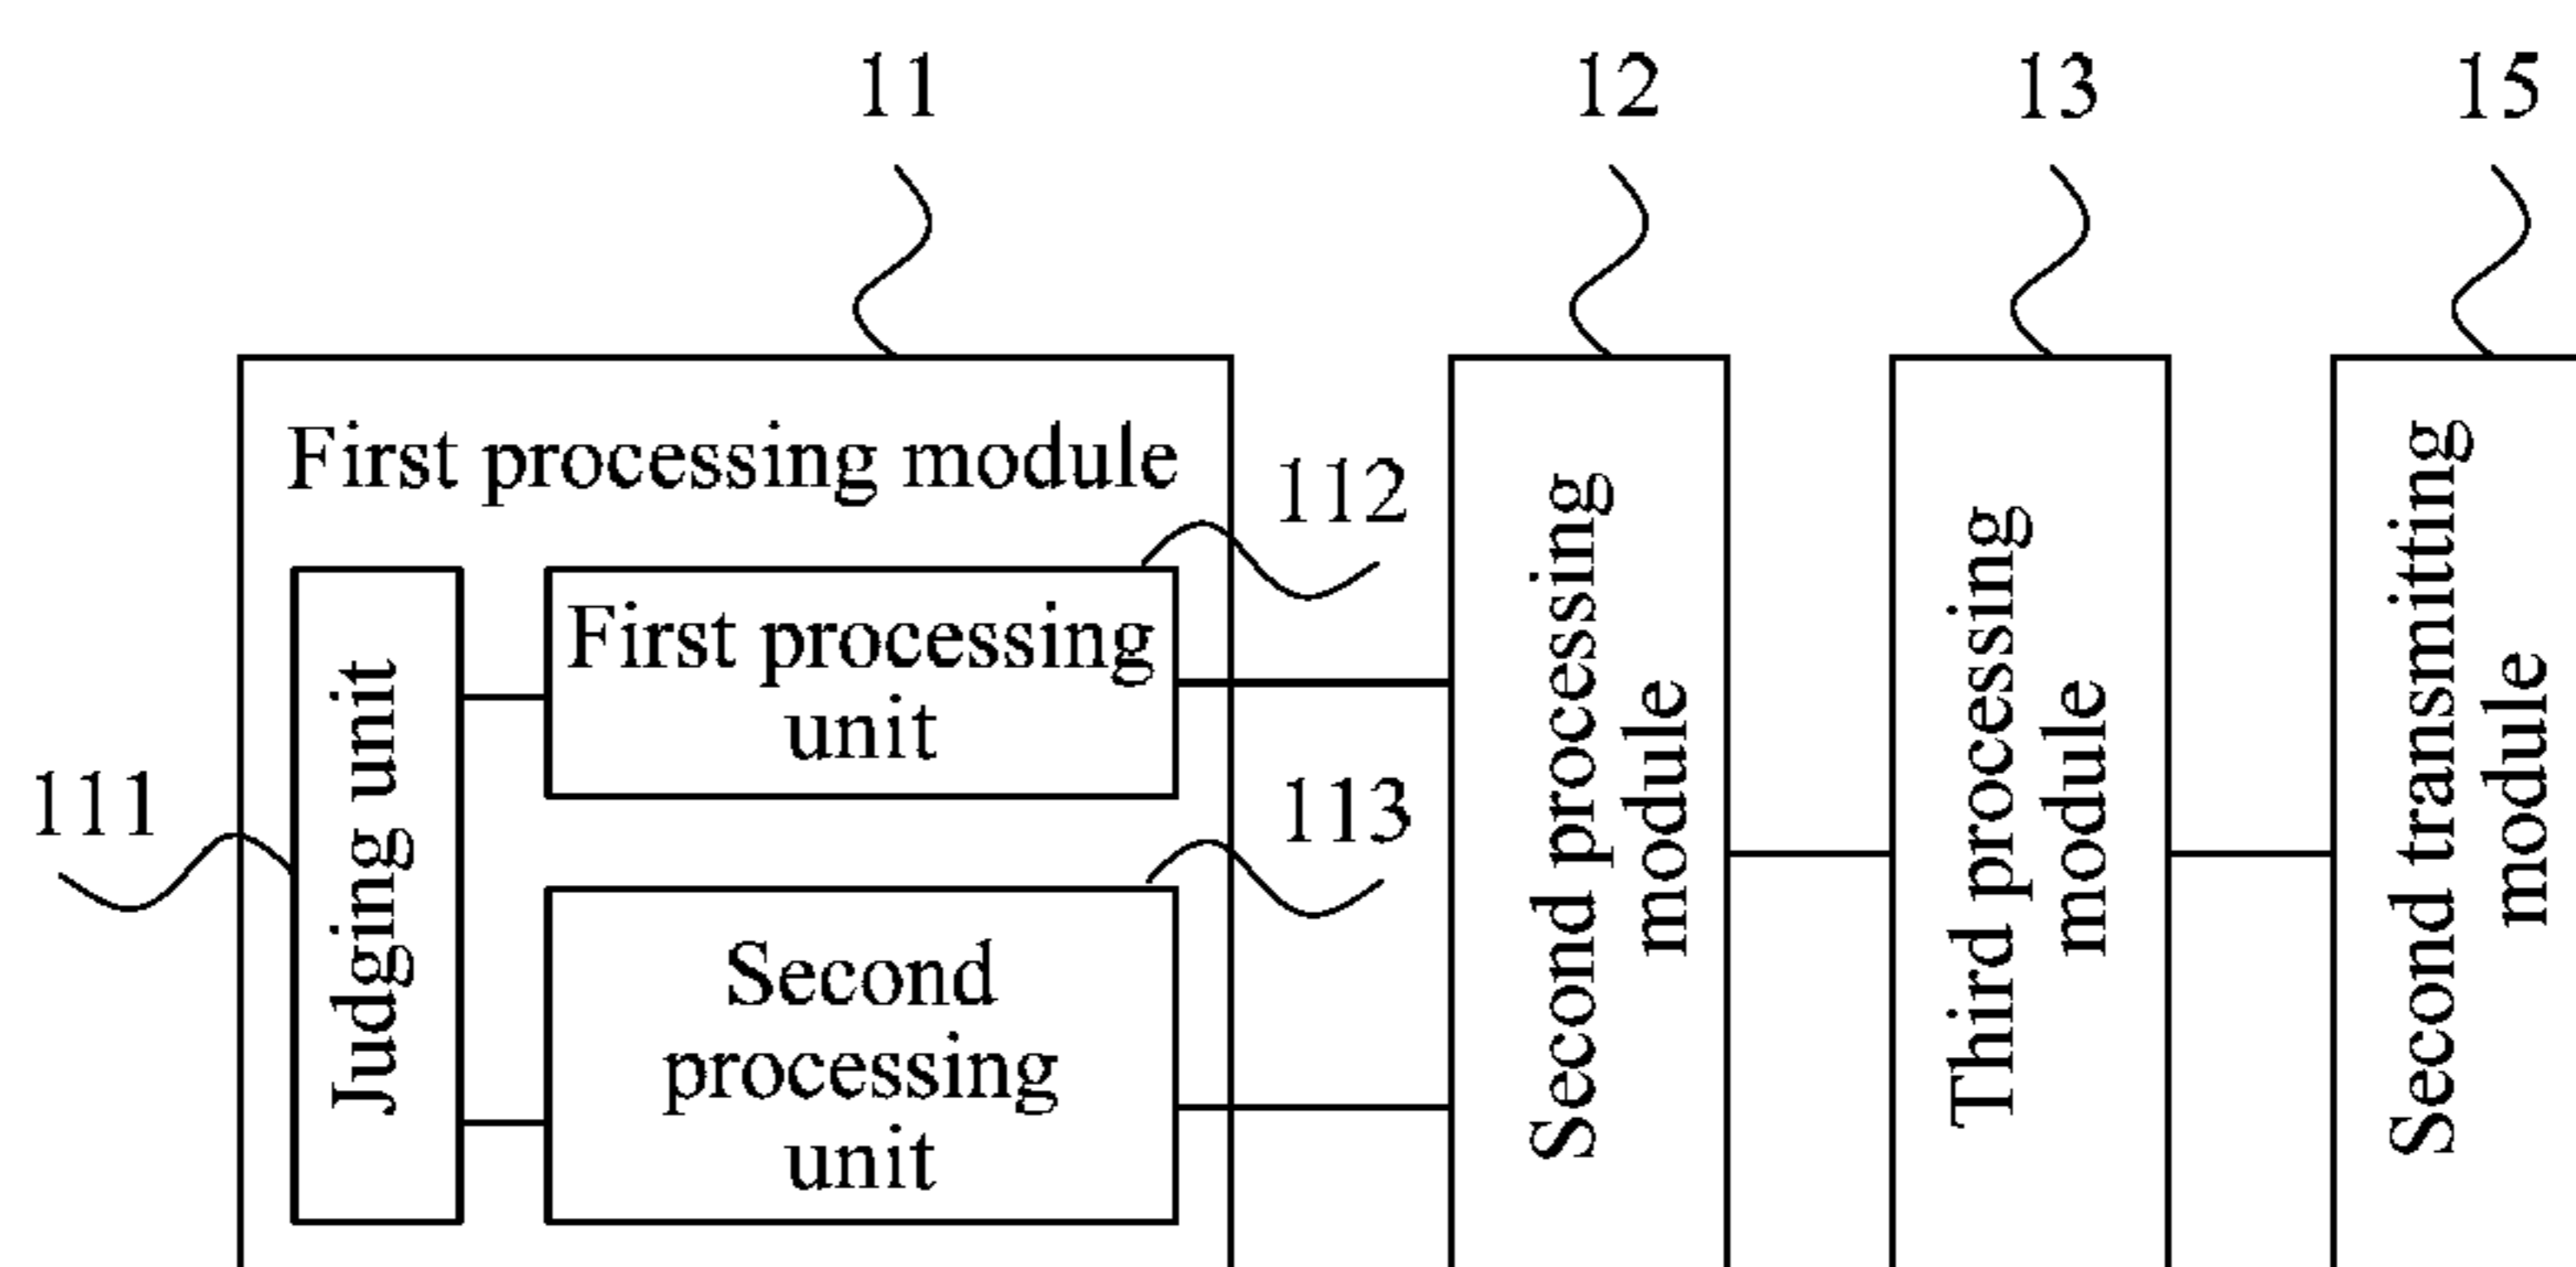 11
12
13
15
First processing module
112
First processing
unit
111
Judging unit
113
Second
processing
unit
Second processing
module
Third processing
module
Second transmitting
module